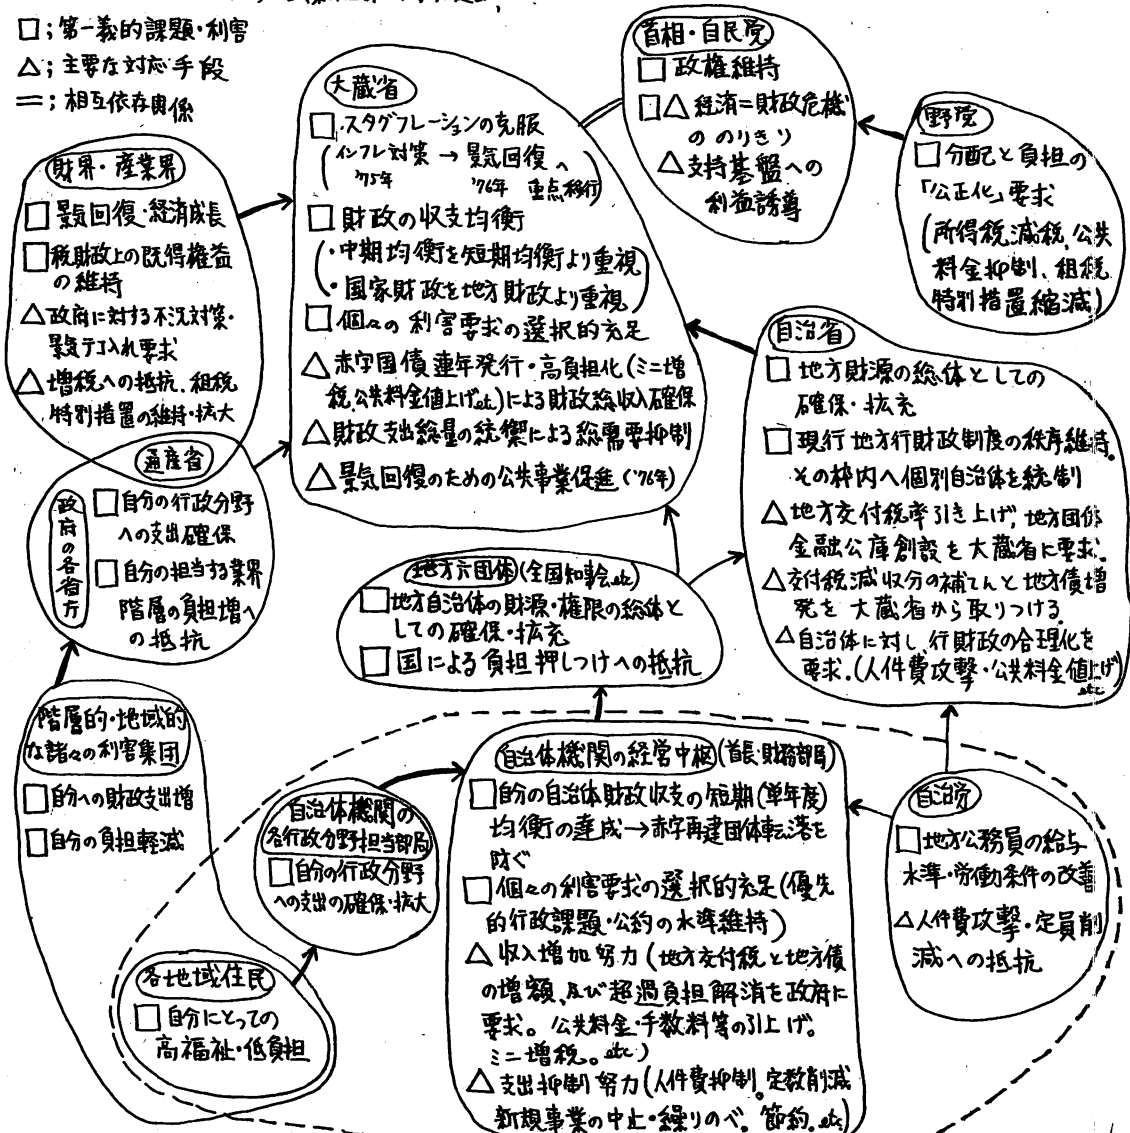 □;第一義的課題・利害
△;主要な対応手段
=;相互依存関係
首相・自民党
□ 政権維持
□△ 経済=財政危機
ののりきり
△支持基盤への
利益誘導
野党
□分配と負担の
「公正化」要求
(所得税減税、公共
料金抑制、租税
特別措置縮減)
大蔵省
□.スタグフレーションの克服
(インフレ対策 → 景気回復へ
'75年 '76年 重点移行)
□財政の収支均衡
(・中期均衡を短期均衡より重視
・国家財政を地方財政より重視)
□個々の利害要求の選択的充足
△赤字国債連年発行・高負担化(ミニ増
税、公共料金値上げetc)による財政総収入確保
△財政支出総量の統禦による総需要抑制
△景気回復のための公共事業促進('76年)
財界・産業界
□景気回復・経済成長
□税財政上の既得権益
の維持
△政府に対する不況対策・
景気テコ入れ要求
△増税への抵抗、租税
特別措置の維持・拡大
通産省
政府の各省庁
□自分の行政分野
への支出確保
□自分の担当する業界
階層の負担増へ
の抵抗
自治省
□地方財源の総体としての
確保・拡充
□現行地方行財政制度の秩序維持。
その枠内へ個別自治体を統制
△地方交付税率引き上げ、地方団体
金融公庫創設を大蔵省に要求。
△交付税減収分の補てんと地方債増
発を大蔵省から取りつける
△自治体に対し、行財政の合理化を
要求。(人件費攻撃・公共料金値上げ
etc
地方六団体(全国知事会etc)
□地方自治体の財源・権限の総体と
しての確保・拡充
□国による負担押しつけへの抵抗
階層的・地域的
な諸々の利害集団
□自分への財政支出増
□自分の負担軽減
自治体機関の
各行政分野担当部局
□自分の行政分野
への支出の確保・拡大
各地域住民
□自分にとっての
高福祉・低負担
自治体機関の経営中枢(首長・財務部局)
□自分の自治体財政収支の短期(単年度)
均衡の達成→赤字再建団体転落を
防ぐ
□個々の利害要求の選択的充足(優先
的行政課題・公約の水準維持)
△収入増加努力(地方交付税と地方債
の増額、及び超過負担解消を政府に
要求。公共料金・手数料等の引上げ。
ミニ増税。etc)
△支出抑制努力(人件費抑制。定数削減
新規事業の中止・繰りのべ。節約。etc)
自治労
□地方公務員の給与
水準・労働条件の改善
△人件費攻撃・定員削
減への抵抗